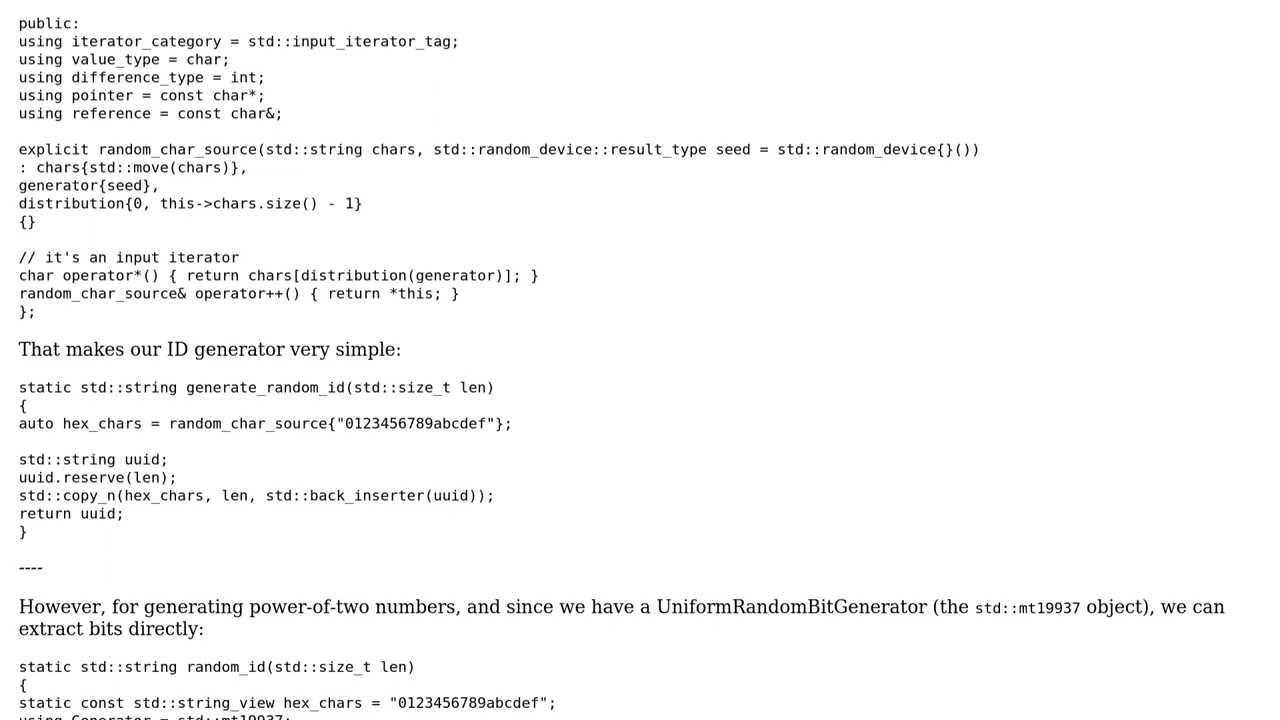 public:
using iterator_category = std::input_iterator_tag;
using value_type = char;
using difference_type = int;
using pointer = const char*;
using reference = const char&;
explicit random_char_source(std::string chars, std::random_device::result_type seed = std::random_device{}())
: chars{std::move(chars)},
generator{seed},
distribution{0, this->chars.size() - 1}
{}
// it's an input iterator
char operator*() { return chars[distribution(generator)]; }
random_char_source& operator++() { return *this; }
};
That makes our ID generator very simple:
static std::string generate_random_id(std::size_t len)
{
auto hex_chars = random_char_source{"0123456789abcdef"};
std::string uuid;
uuid.reserve(len);
std::copy_n(hex_chars, len, std::back_inserter(uuid));
return uuid;
}
----
However, for generating power-of-two numbers, and since we have a UniformRandomBitGenerator (the std::mt19937 object), we can
extract bits directly:
static std::string random_id(std::size_t len)
{
static const std::string_view hex_chars = "0123456789abcdef";
using Generator = std::mt19937;